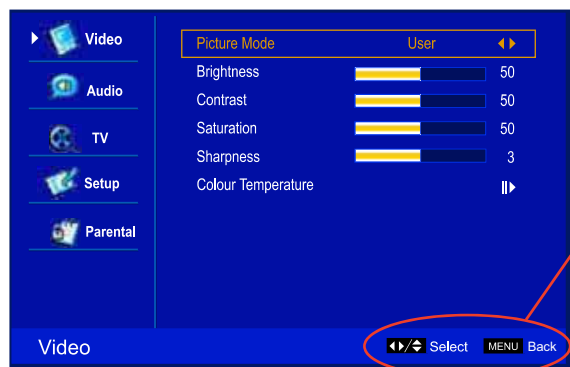 Video
Audio
TV
Setup
Parental
Picture Mode User
Brightness 50
Contrast 50
Saturation 50
Sharpness 3
Colour Temperature
Video
Select MENU Back